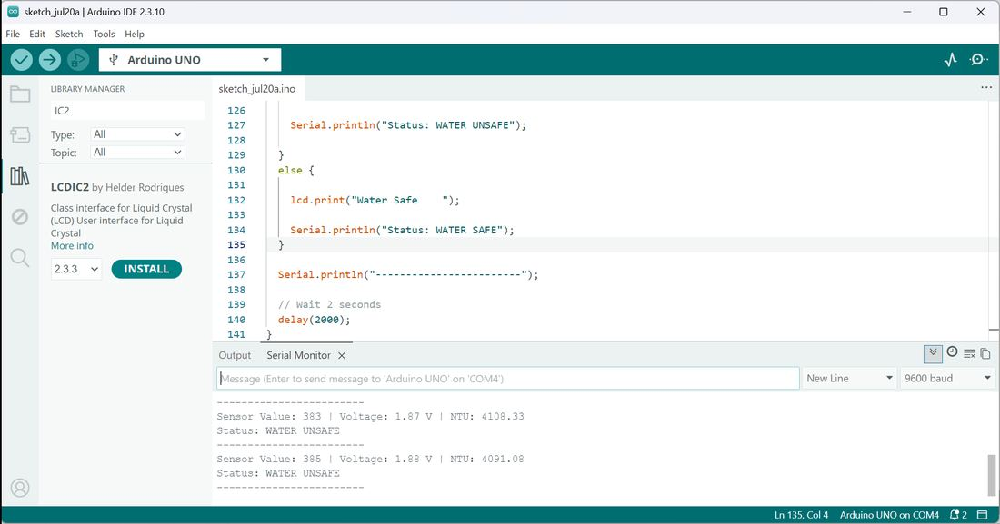 sketch_jul20a | Arduino IDE 2.3.10
File Edit Sketch Tools Help
Arduino UNO
LIBRARY MANAGER
IC2
Type: All
Topic: All
LCDIC2 by Helder Rodrigues
Class interface for Liquid Crystal
(LCD) User interface for Liquid
Crystal
More info
2.3.3 INSTALL
sketch_jul20a.ino
126
127 Serial.println("Status: WATER UNSAFE");
128
129 }
130 else {
131
132 lcd.print("Water Safe    ");
133
134 Serial.println("Status: WATER SAFE");
135 }
136
137 Serial.println("------------------------");
138
139 // Wait 2 seconds
140 delay(2000);
141 }
Output Serial Monitor
Message (Enter to send message to 'Arduino UNO' on 'COM4') New Line 9600 baud
------------------------
Sensor Value: 383 | Voltage: 1.87 V | NTU: 4108.33
Status: WATER UNSAFE
------------------------
Sensor Value: 385 | Voltage: 1.88 V | NTU: 4091.08
Status: WATER UNSAFE
------------------------
Ln 135, Col 4 Arduino UNO on COM4 2